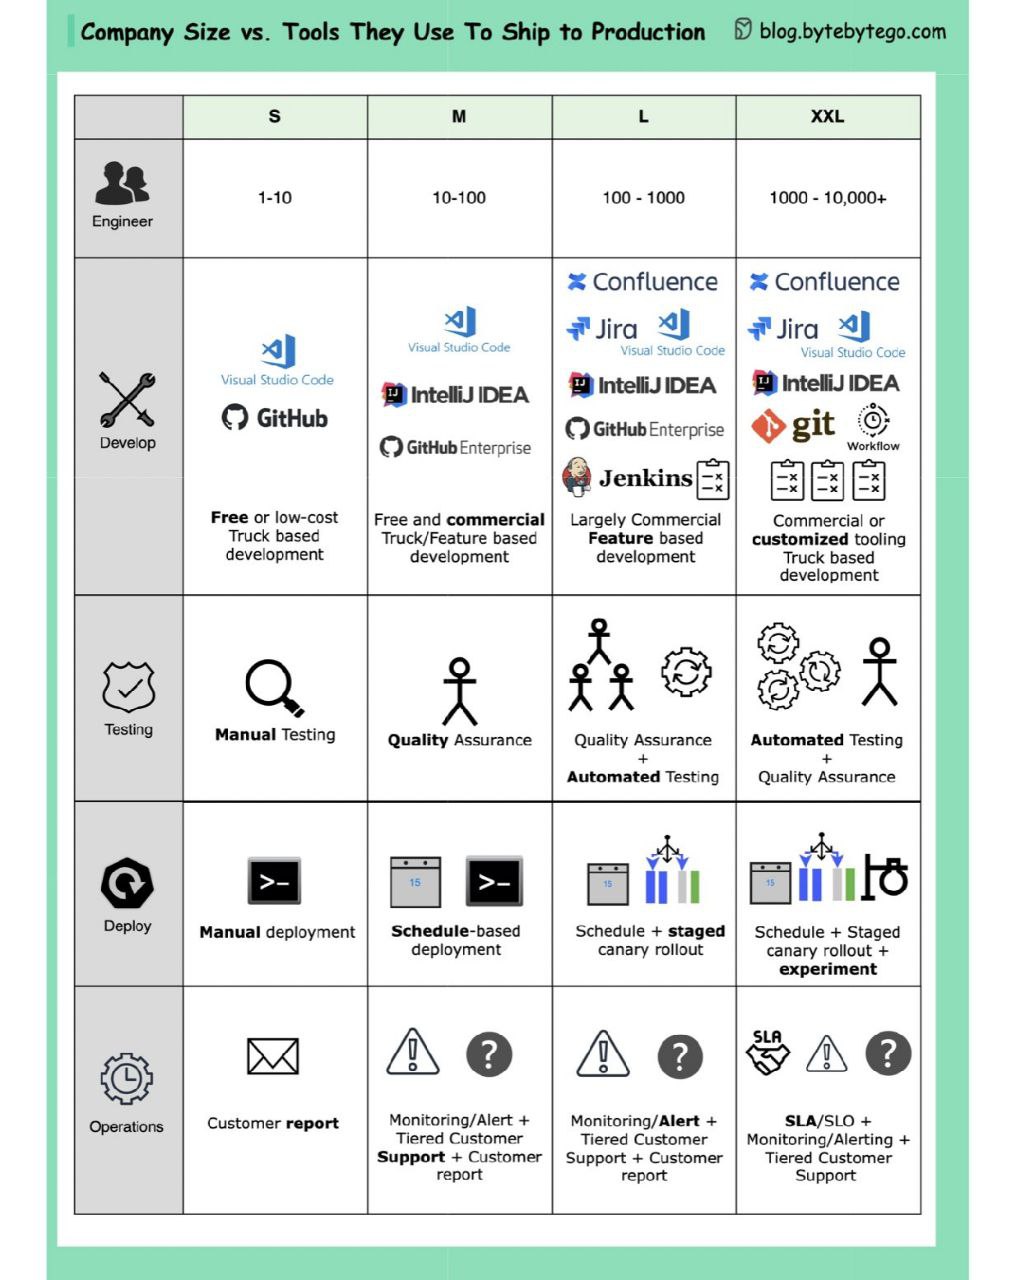 Company Size vs. Tools They Use To Ship to Production
blog.bytebytego.com
S
M
L
XXL
Engineer
1-10
10-100
100 - 1000
1000 - 10,000+
Develop
Visual Studio Code
GitHub
Free or low-cost
Truck based
development
Visual Studio Code
IJ
IntelliJ IDEA
GitHub Enterprise
Free and commercial
Truck/Feature based
development
Confluence
Jira
Visual Studio Code
IJ
IntelliJ IDEA
GitHub Enterprise
Jenkins
Largely Commercial
Feature based
development
Confluence
Jira
Visual Studio Code
IJ
IntelliJ IDEA
git
Workflow
Commercial or
customized tooling
Truck based
development
Testing
Manual Testing
Quality Assurance
Quality Assurance
+
Automated Testing
Automated Testing
+
Quality Assurance
Deploy
>_
Manual deployment
15
>_
Schedule-based
deployment
15
Schedule + staged
canary rollout
15
Schedule + Staged
canary rollout +
experiment
Operations
Customer report
!
?
Monitoring/Alert +
Tiered Customer
Support + Customer
report
!
?
Monitoring/Alert +
Tiered Customer
Support + Customer
report
SLA
!
?
SLA/SLO +
Monitoring/Alerting +
Tiered Customer
Support